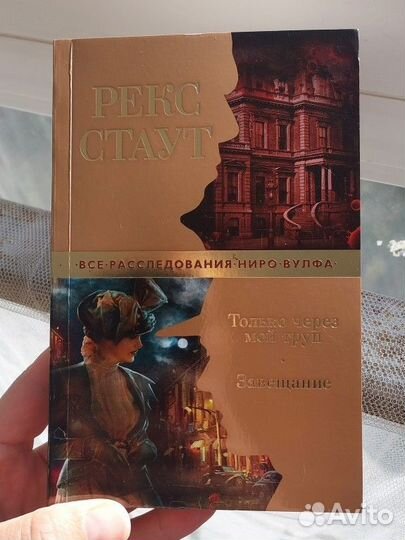 РЕКС
СТАУТ
·ВСЕ·РАССЛЕДОВАНИЯ·НИРО·ВУЛФА·
Только через
мой труп
·
Завещание
Avito